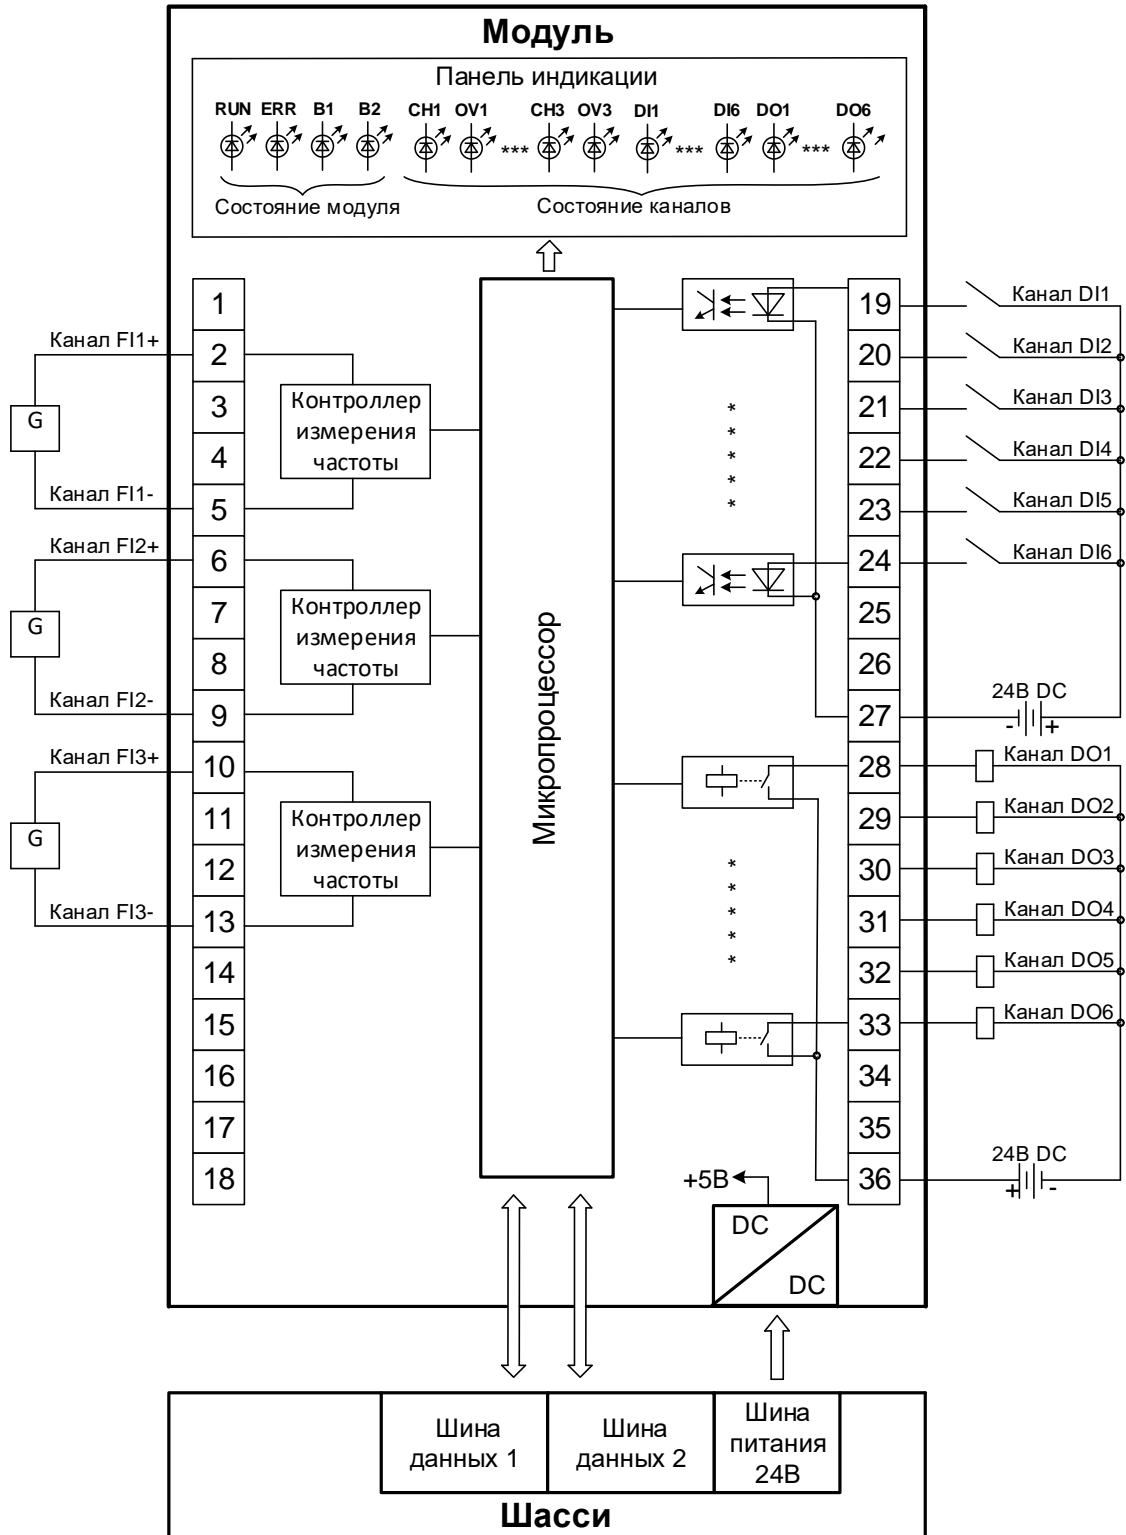 Модуль
Панель индикации
RUN ERR B1 B2 CH1 OV1 CH3 OV3 DI1 DI6 DO1 DO6
*** *** ***
Состояние модуля Состояние каналов
1
2
3
4
5
6
7
8
9
10
11
12
13
14
15
16
17
18
Канал FI1+
G
Канал FI1-
Канал FI2+
G
Канал FI2-
Канал FI3+
G
Канал FI3-
Контроллер
измерения
частоты
Контроллер
измерения
частоты
Контроллер
измерения
частоты
Микропроцессор
*
*
*
*
*
*
*
*
*
*
19
20
21
22
23
24
25
26
27
28
29
30
31
32
33
34
35
36
Канал DI1
Канал DI2
Канал DI3
Канал DI4
Канал DI5
Канал DI6
24В DC
- +
Канал DO1
Канал DO2
Канал DO3
Канал DO4
Канал DO5
Канал DO6
24В DC
+ -
+5В
DC
DC
Шина
данных 1
Шина
данных 2
Шина
питания
24В
Шасси